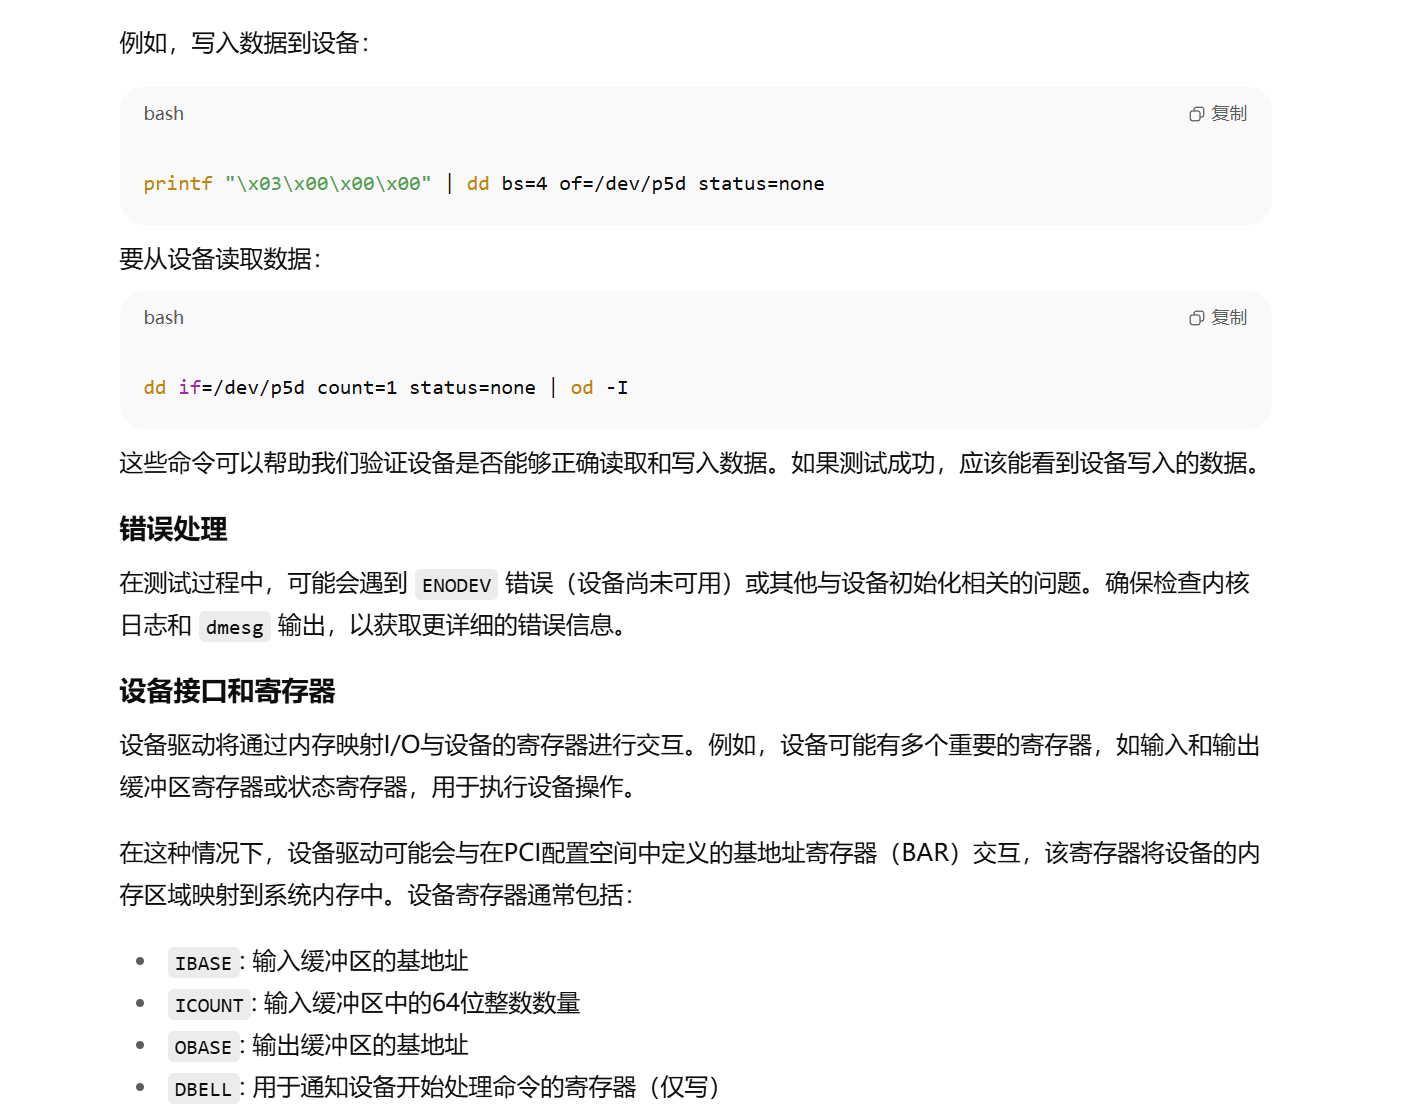 例如，写入数据到设备：
bash
复制
printf "\x03\x00\x00\x00" | dd bs=4 of=/dev/p5d status=none
要从设备读取数据：
bash
复制
dd if=/dev/p5d count=1 status=none | od -I
这些命令可以帮助我们验证设备是否能够正确读取和写入数据。如果测试成功，应该能看到设备写入的数据。
错误处理
在测试过程中，可能会遇到 ENODEV 错误（设备尚未可用）或其他与设备初始化相关的问题。确保检查内核
日志和 dmesg 输出，以获取更详细的错误信息。
设备接口和寄存器
设备驱动将通过内存映射I/O与设备的寄存器进行交互。例如，设备可能有多个重要的寄存器，如输入和输出
缓冲区寄存器或状态寄存器，用于执行设备操作。
在这种情况下，设备驱动可能会与在PCI配置空间中定义的基地址寄存器（BAR）交互，该寄存器将设备的内
存区域映射到系统内存中。设备寄存器通常包括：
• IBASE：输入缓冲区的基地址
• ICOUNT：输入缓冲区中的64位整数数量
• OBASE：输出缓冲区的基地址
• DBELL：用于通知设备开始处理命令的寄存器（仅写）